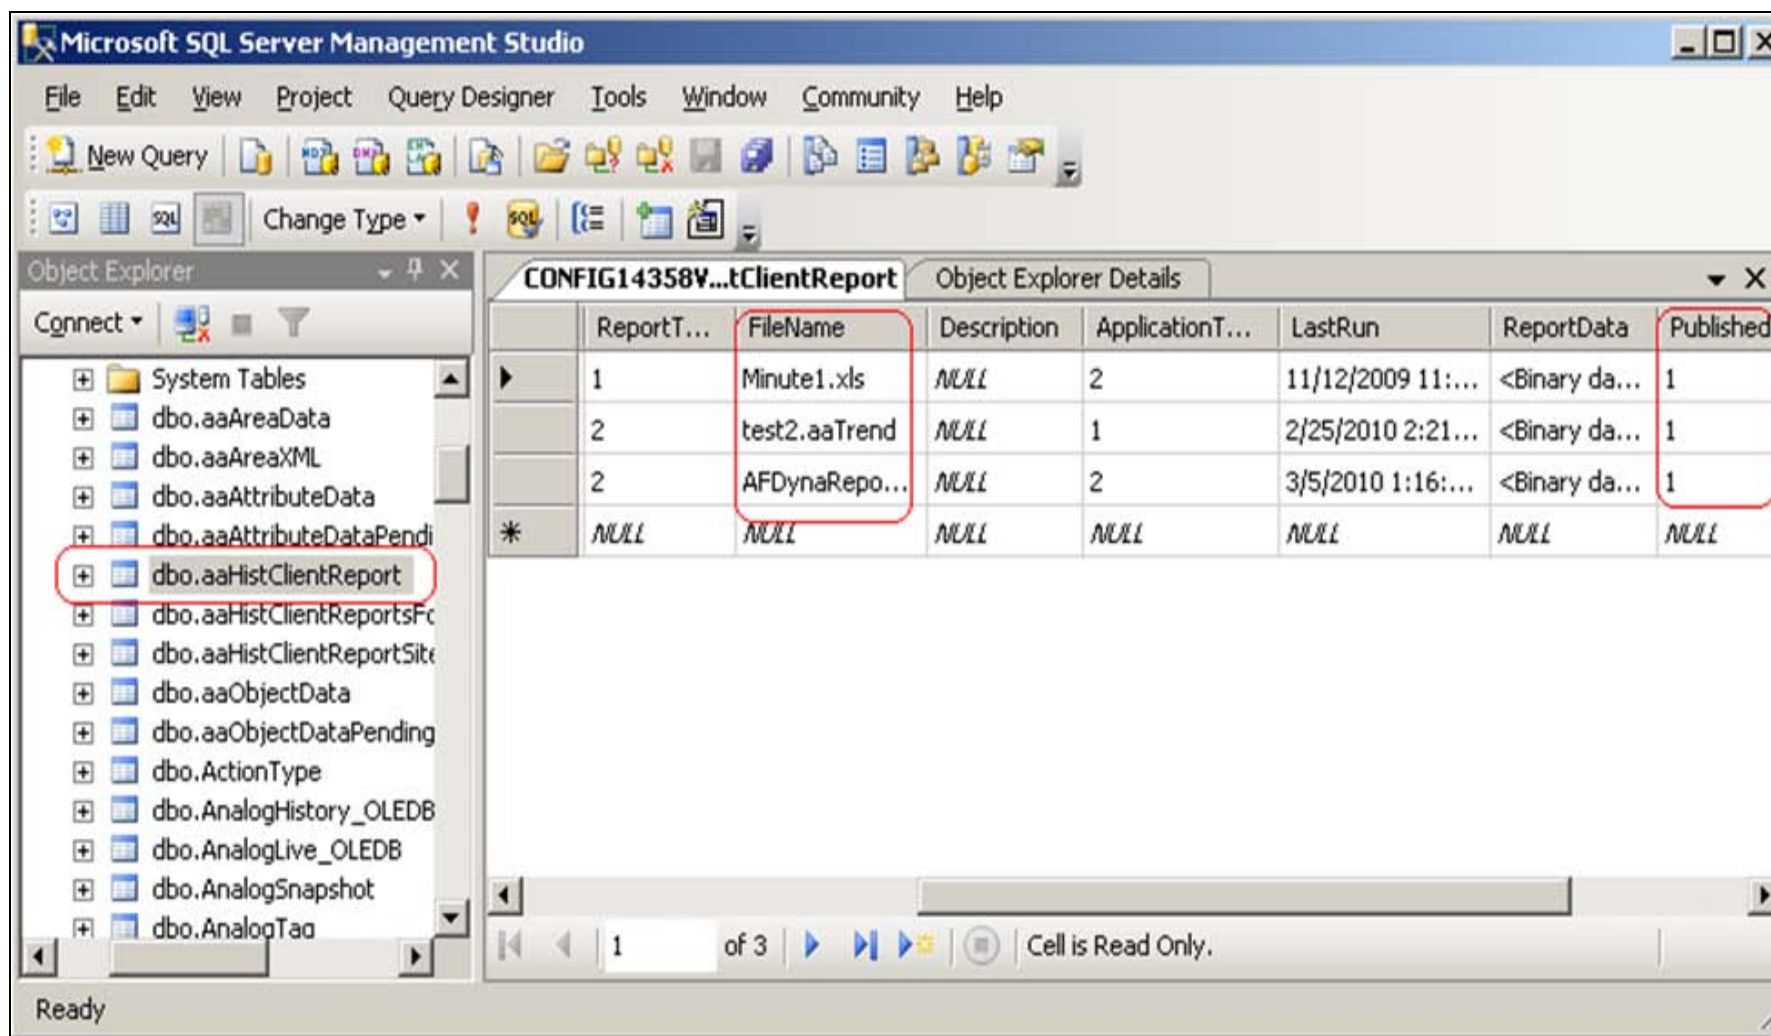 Microsoft SQL Server Management Studio
File Edit View Project Query Designer Tools Window Community Help
New Query
SQL Change Type
Object Explorer
Connect
System Tables
dbo.aaAreaData
dbo.aaAreaXML
dbo.aaAttributeData
dbo.aaAttributeDataPendi
dbo.aaHistClientReport
dbo.aaHistClientReportsFo
dbo.aaHistClientReportSite
dbo.aaObjectData
dbo.aaObjectDataPending
dbo.ActionType
dbo.AnalogHistory_OLEDB
dbo.AnalogLive_OLEDB
dbo.AnalogSnapshot
dbo.AnalogTag
CONFIG14358V...tClientReport Object Explorer Details
ReportT... FileName Description ApplicationT... LastRun ReportData Published
1 Minute1.xls NULL 2 11/12/2009 11:... <Binary da... 1
2 test2.aaTrend NULL 1 2/25/2010 2:21... <Binary da... 1
2 AFDynaRepo... NULL 2 3/5/2010 1:16:... <Binary da... 1
NULL NULL NULL NULL NULL NULL NULL
1 of 3 Cell is Read Only.
Ready